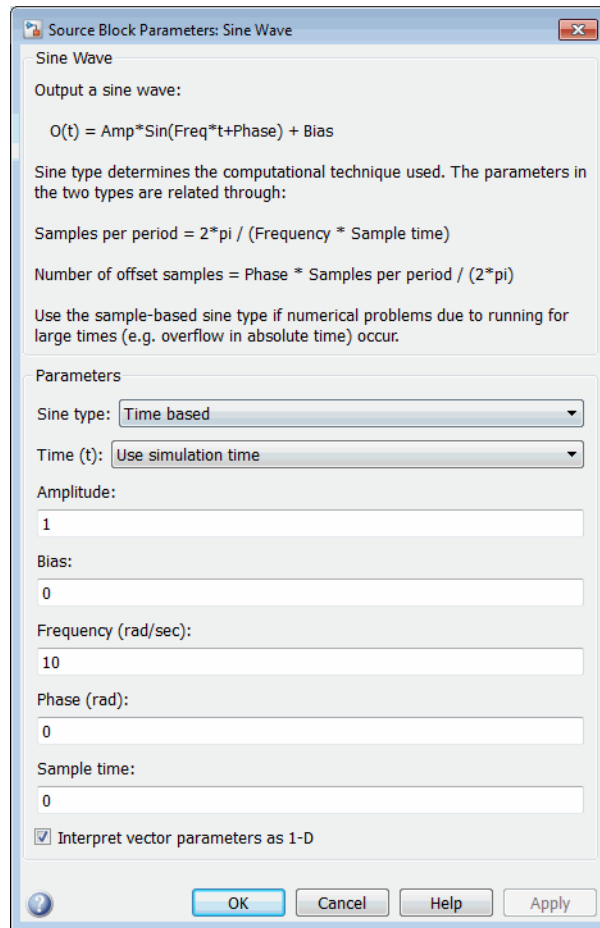 Source Block Parameters: Sine Wave
Sine Wave
Output a sine wave:
O(t) = Amp*Sin(Freq*t+Phase) + Bias
Sine type determines the computational technique used. The parameters in
the two types are related through:
Samples per period = 2*pi / (Frequency * Sample time)
Number of offset samples = Phase * Samples per period / (2*pi)
Use the sample-based sine type if numerical problems due to running for
large times (e.g. overflow in absolute time) occur.
Parameters
Sine type: Time based
Time (t): Use simulation time
Amplitude:
1
Bias:
0
Frequency (rad/sec):
10
Phase (rad):
0
Sample time:
0
Interpret vector parameters as 1-D
OK Cancel Help Apply